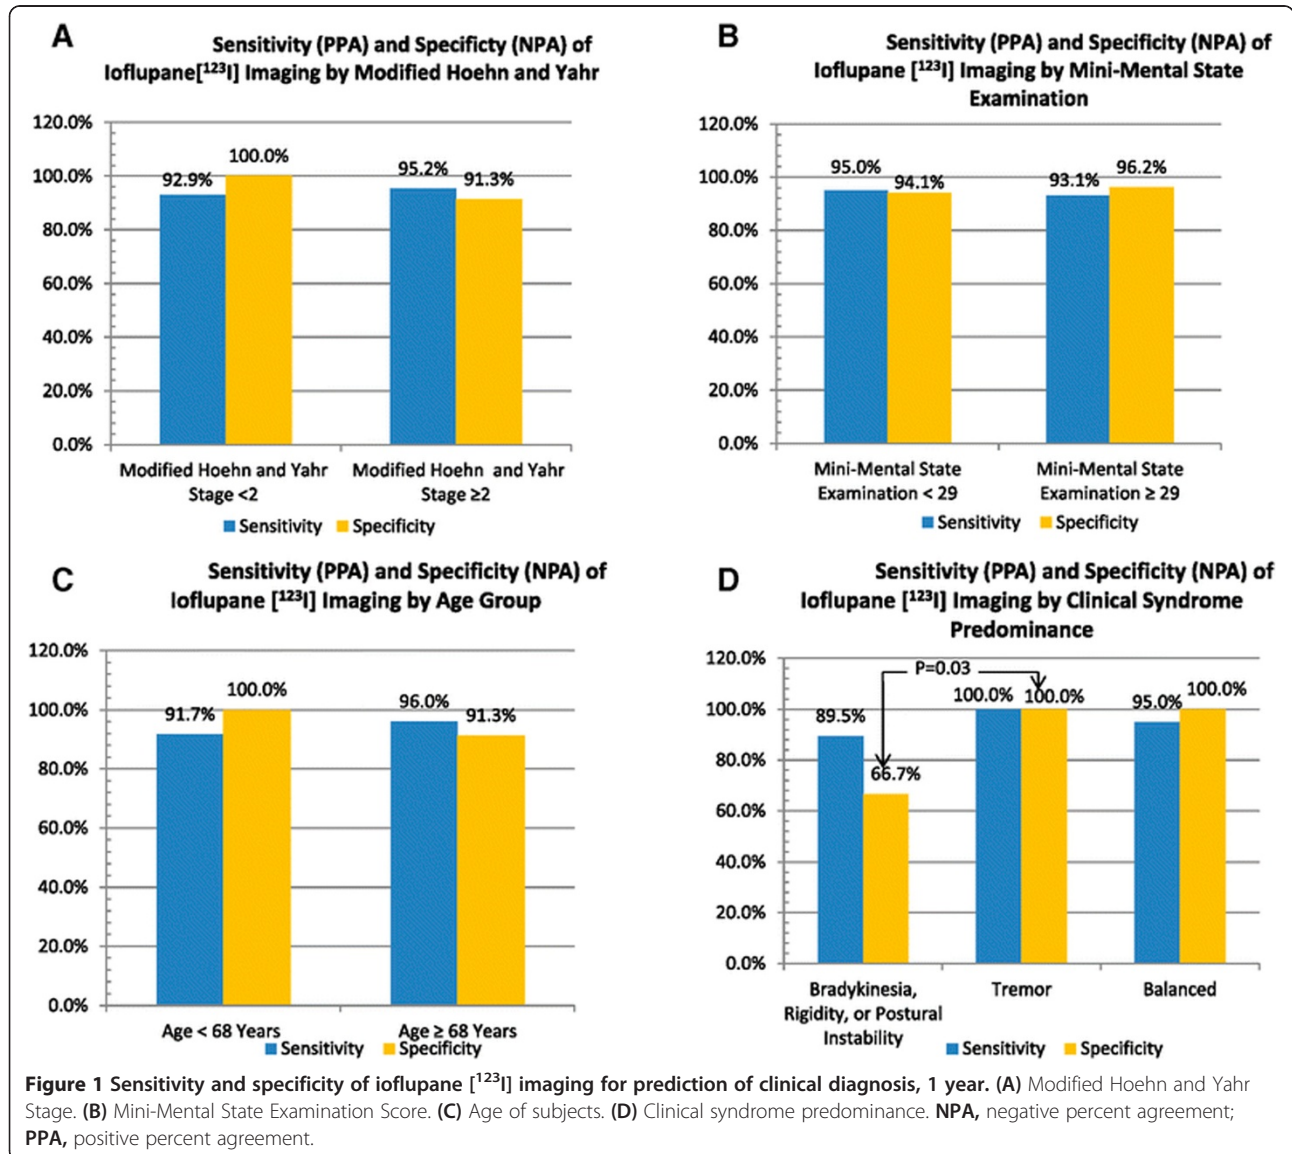 A
Sensitivity (PPA) and Specificty (NPA) of
Ioflupane[¹²³I] Imaging by Modified Hoehn and Yahr
120.0%
100.0%
80.0%
60.0%
40.0%
20.0%
0.0%
92.9%
100.0%
95.2%
91.3%
Modified Hoehn and Yahr
Stage <2
Modified Hoehn and Yahr
Stage ≥2
Sensitivity
Specificity
B
Sensitivity (PPA) and Specificity (NPA) of
Ioflupane [¹²³I] Imaging by Mini-Mental State
Examination
120.0%
100.0%
80.0%
60.0%
40.0%
20.0%
0.0%
95.0%
94.1%
93.1%
96.2%
Mini-Mental State
Examination < 29
Mini-Mental State
Examination ≥ 29
Sensitivity
Specificity
C
Sensitivity (PPA) and Specificity (NPA) of
Ioflupane [¹²³I] Imaging by Age Group
120.0%
100.0%
80.0%
60.0%
40.0%
20.0%
0.0%
91.7%
100.0%
96.0%
91.3%
Age < 68 Years
Age ≥ 68 Years
Sensitivity
Specificity
D
Sensitivity (PPA) and Specificity (NPA) of
Ioflupane [¹²³I] Imaging by Clinical Syndrome
Predominance
120.0%
100.0%
80.0%
60.0%
40.0%
20.0%
0.0%
P=0.03
89.5%
66.7%
100.0%
100.0%
95.0%
100.0%
Bradykinesia,
Rigidity, or Postural
Instability
Tremor
Balanced
Sensitivity
Specificity
Figure 1 Sensitivity and specificity of ioflupane [¹²³I] imaging for prediction of clinical diagnosis, 1 year. (A) Modified Hoehn and Yahr
Stage. (B) Mini-Mental State Examination Score. (C) Age of subjects. (D) Clinical syndrome predominance. NPA, negative percent agreement;
PPA, positive percent agreement.